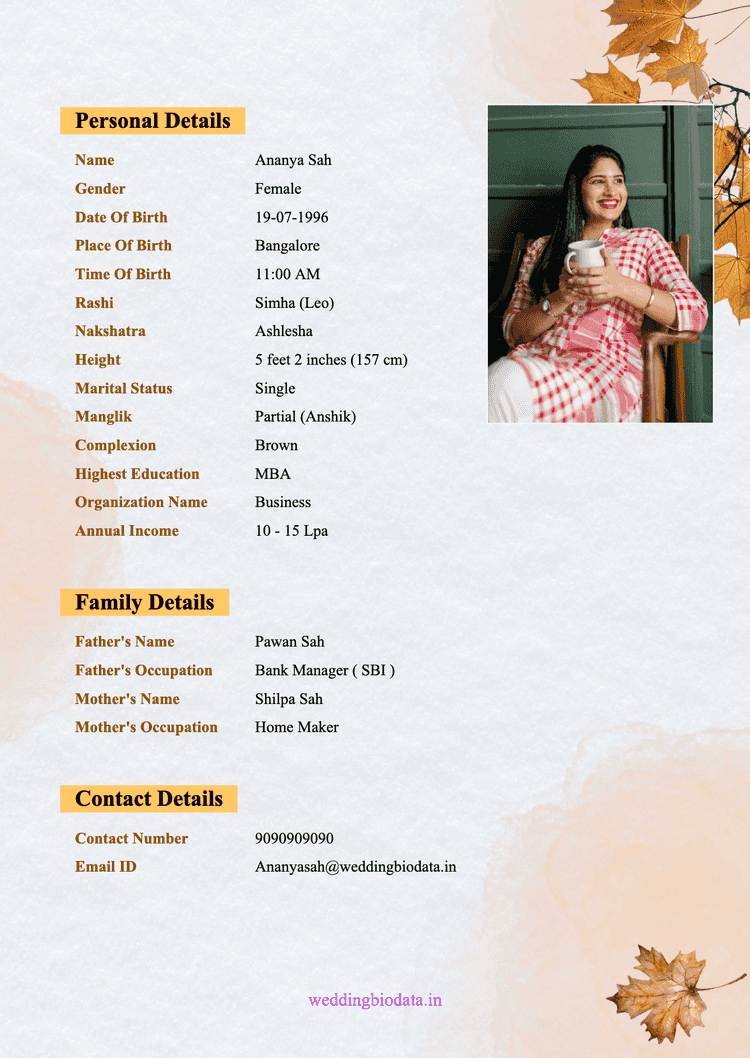 Personal Details
Name Ananya Sah
Gender Female
Date Of Birth 19-07-1996
Place Of Birth Bangalore
Time Of Birth 11:00 AM
Rashi Simha (Leo)
Nakshatra Ashlesha
Height 5 feet 2 inches (157 cm)
Marital Status Single
Manglik Partial (Anshik)
Complexion Brown
Highest Education MBA
Organization Name Business
Annual Income 10 - 15 Lpa
Family Details
Father's Name Pawan Sah
Father's Occupation Bank Manager ( SBI )
Mother's Name Shilpa Sah
Mother's Occupation Home Maker
Contact Details
Contact Number 9090909090
Email ID Ananyasah@weddingbiodata.in
weddingbiodata.in